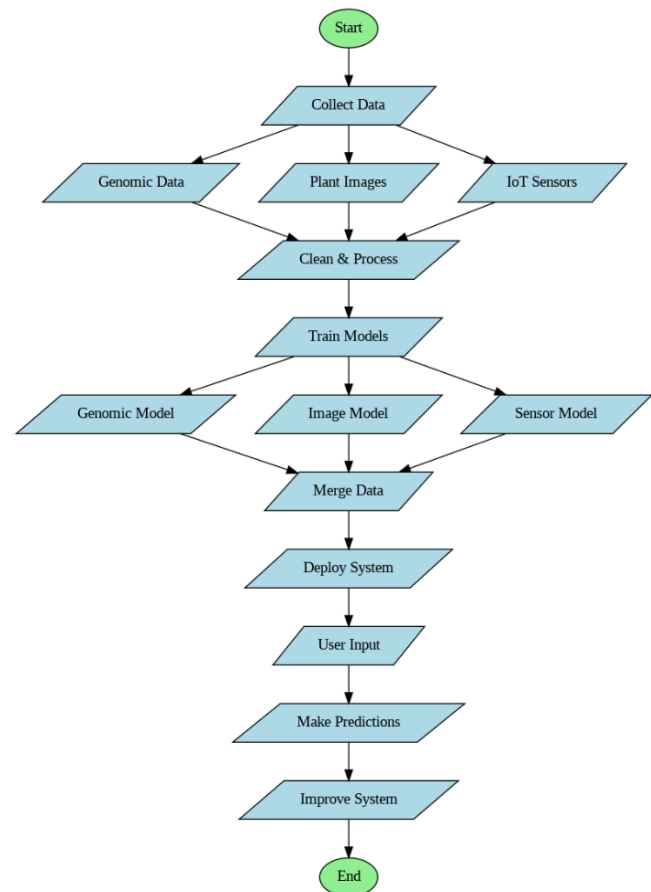 Start
Collect Data
Genomic Data
Plant Images
IoT Sensors
Clean & Process
Train Models
Genomic Model
Image Model
Sensor Model
Merge Data
Deploy System
User Input
Make Predictions
Improve System
End